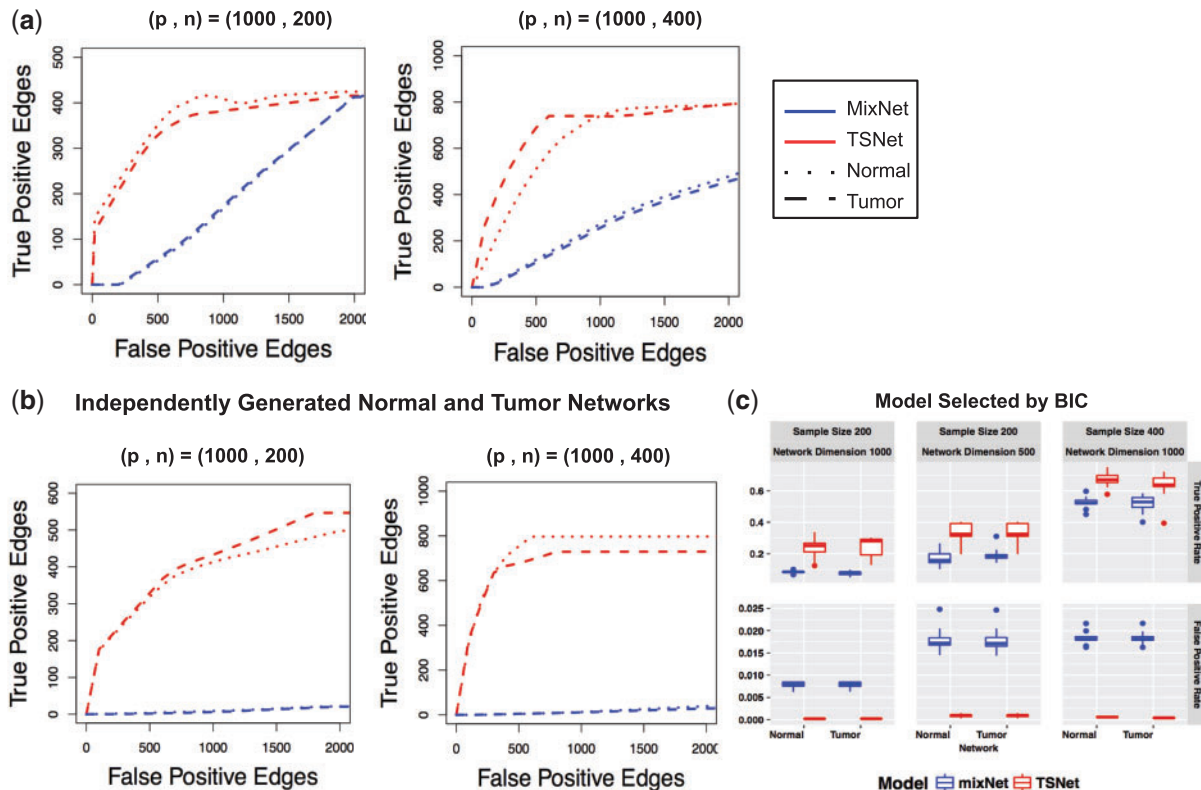 (a)
(p , n) = (1000 , 200)
(p , n) = (1000 , 400)
True Positive Edges
500
400
300
200
100
0
0 500 1000 1500 2000
False Positive Edges
True Positive Edges
1000
800
600
400
200
0
0 500 1000 1500 2000
False Positive Edges
MixNet
TSNet
Normal
Tumor
(b) Independently Generated Normal and Tumor Networks
(p , n) = (1000 , 200)
(p , n) = (1000 , 400)
True Positive Edges
600
500
400
300
200
100
0
0 500 1000 1500 2000
False Positive Edges
True Positive Edges
1000
800
600
400
200
0
0 500 1000 1500 2000
False Positive Edges
(c) Model Selected by BIC
Sample Size 200 Sample Size 200 Sample Size 400
Network Dimension 1000 Network Dimension 500 Network Dimension 1000
0.6
0.4
0.2
True Positive Rate
0.025
0.020
0.015
0.010
0.005
0.000
False Positive Rate
Normal Tumor Normal Tumor Normal Tumor
Network
Model mixNet TSNet